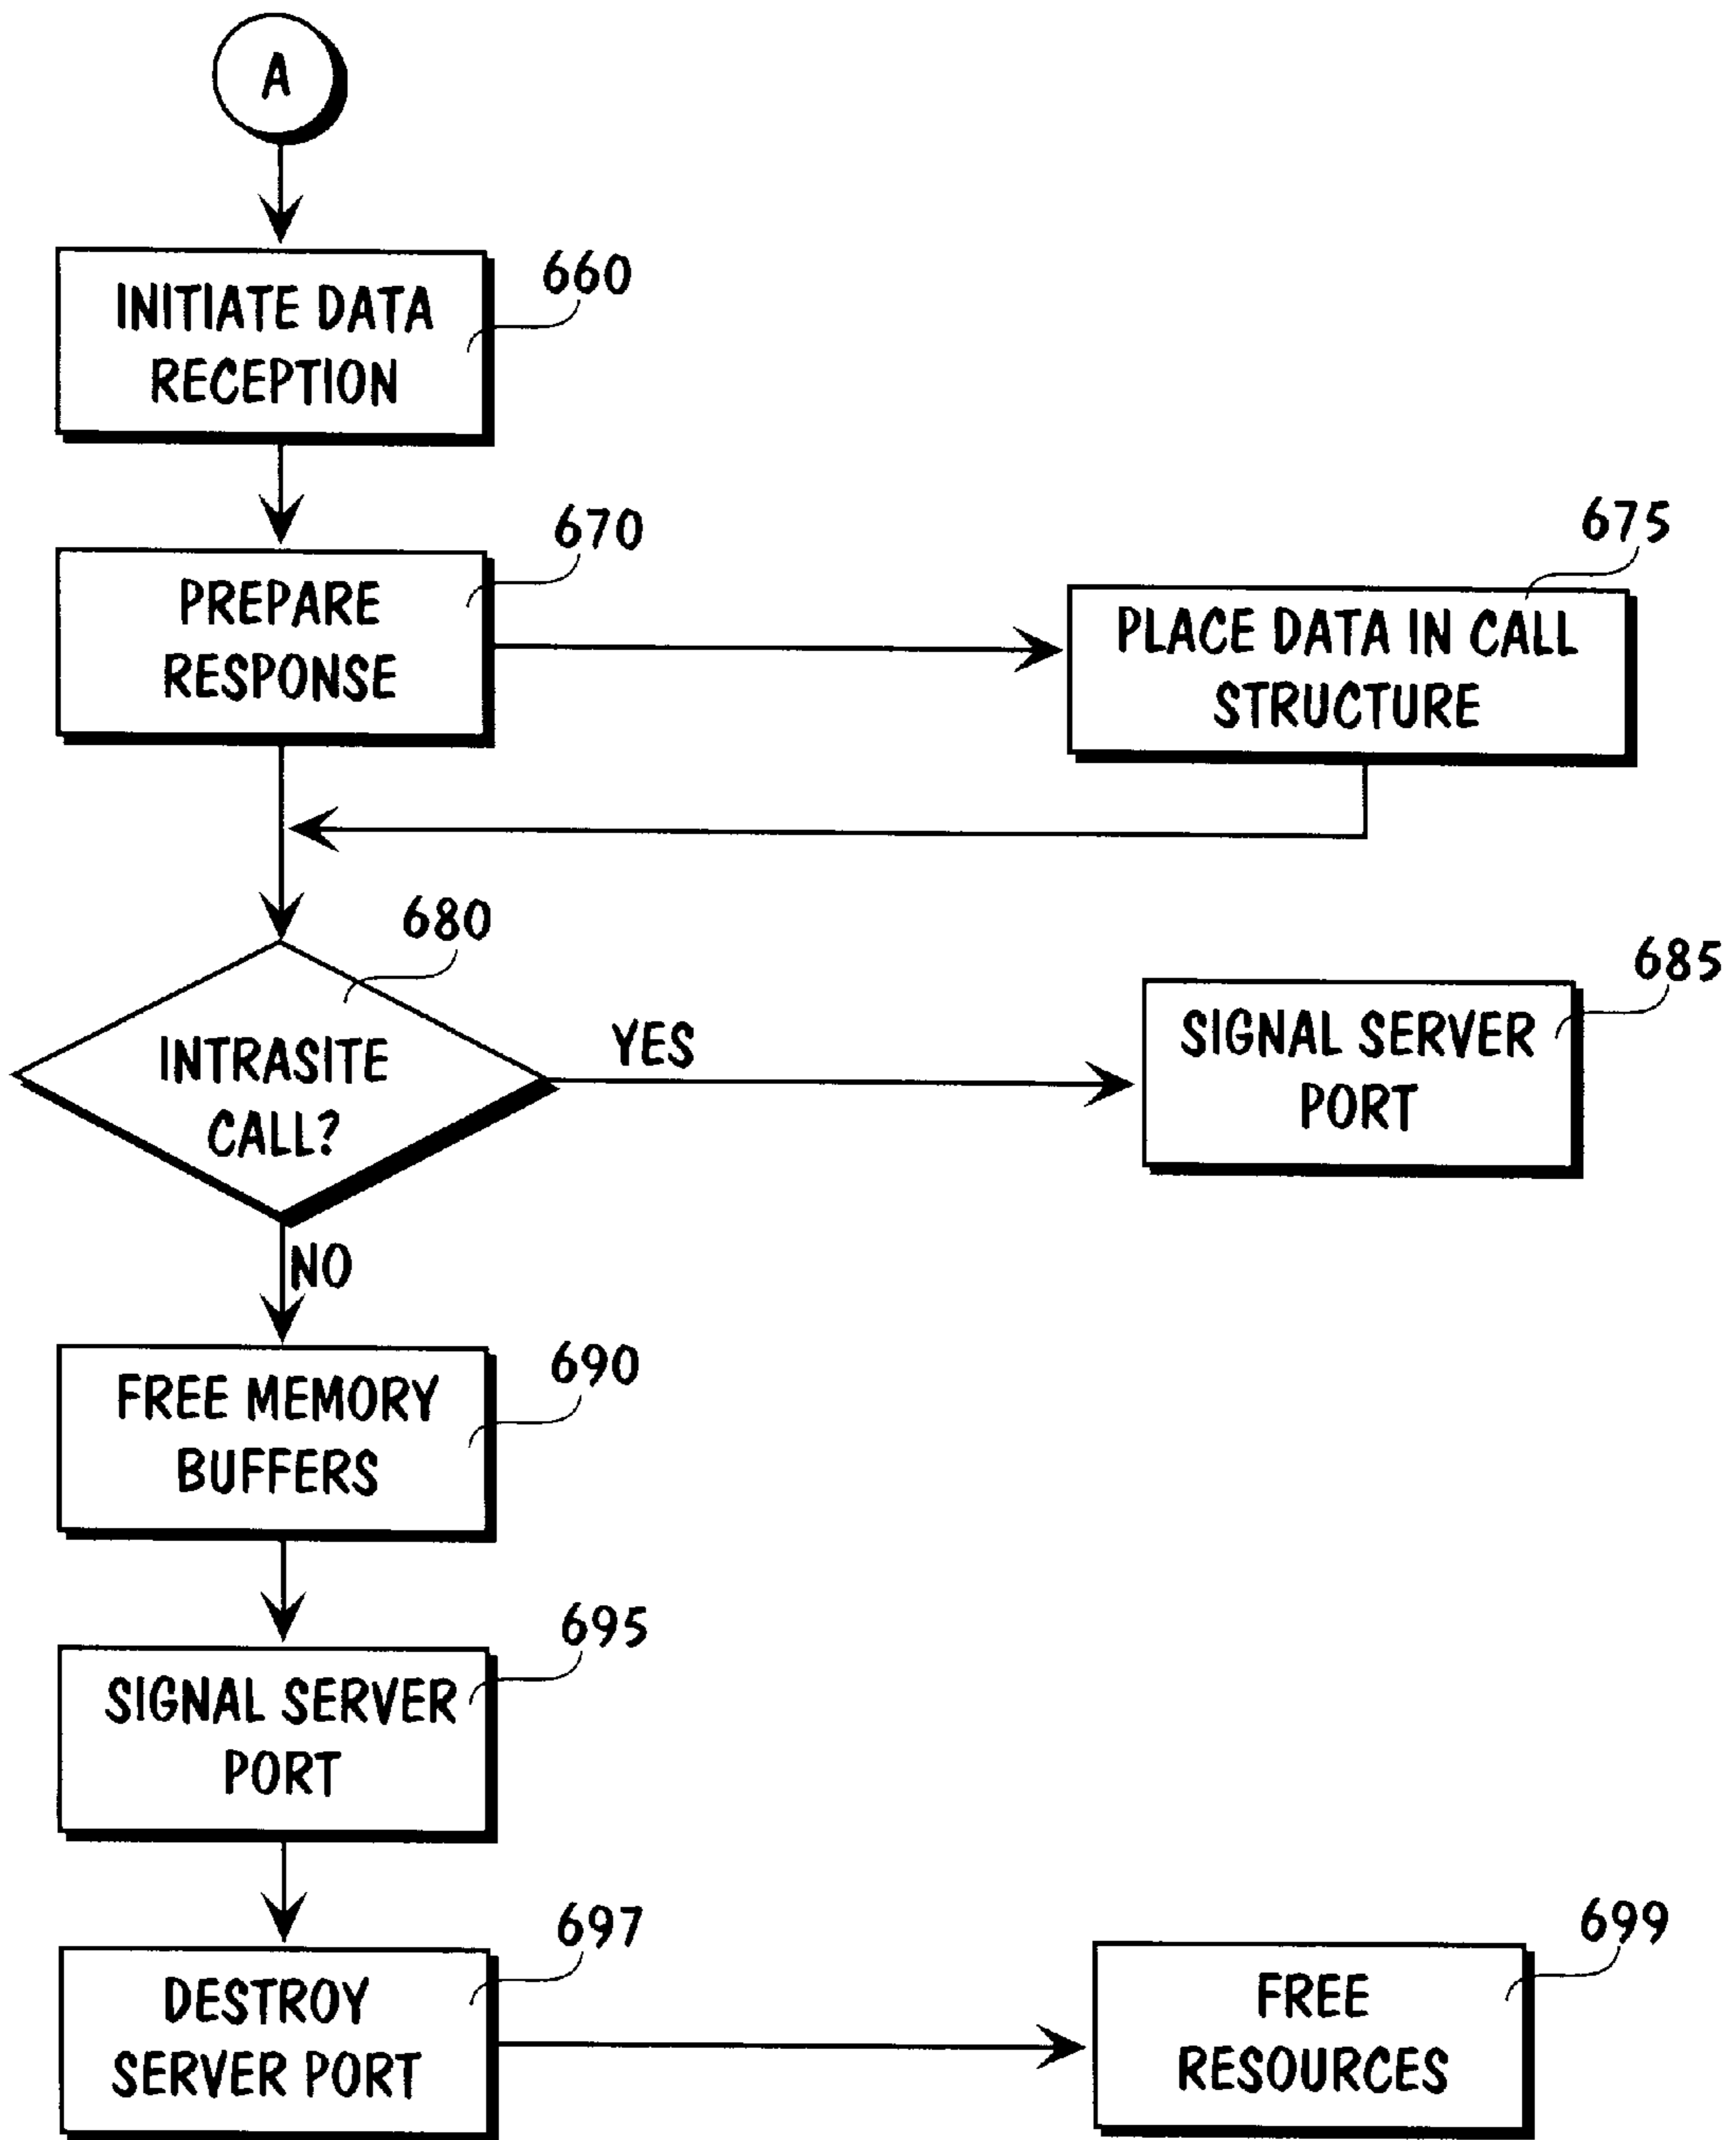 A
660
INITIATE DATA
RECEPTION
670
PREPARE
RESPONSE
675
PLACE DATA IN CALL
STRUCTURE
680
INTRASITE
CALL?
YES
685
SIGNAL SERVER
PORT
NO
690
FREE MEMORY
BUFFERS
695
SIGNAL SERVER
PORT
697
DESTROY
SERVER PORT
699
FREE
RESOURCES